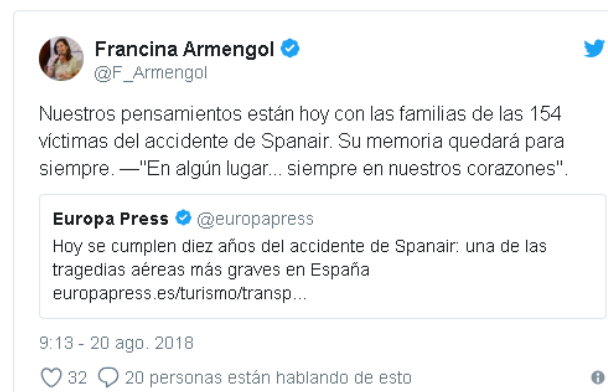 Francina Armengol
@F_Armengol
Nuestros pensamientos están hoy con las familias de las 154
víctimas del accidente de Spanair. Su memoria quedará para
siempre. —"En algún lugar... siempre en nuestros corazones".
Europa Press @europapress
Hoy se cumplen diez años del accidente de Spanair: una de las
tragedias aéreas más graves en España
europapress.es/turismo/transp...
9:13 - 20 ago. 2018
32 20 personas están hablando de esto